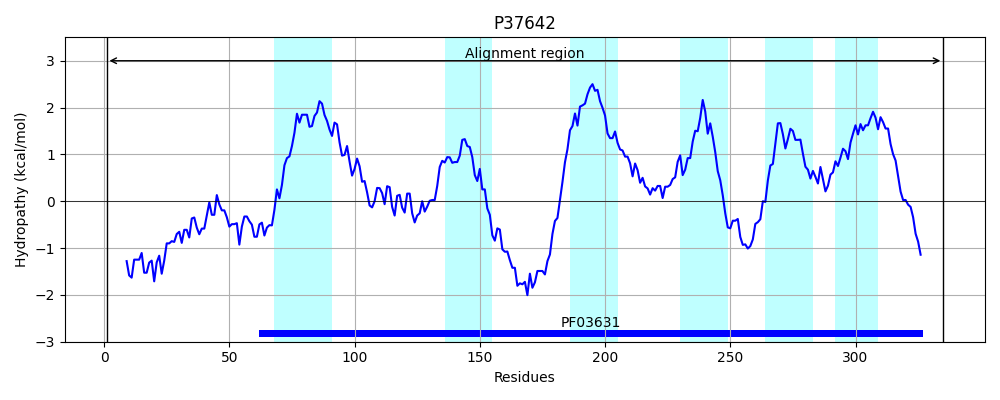 P37642
Alignment region
3
2
1
0
−1
−2
−3
Hydropathy (kcal/mol)
PF03631
0
50
100
150
200
250
300
Residues